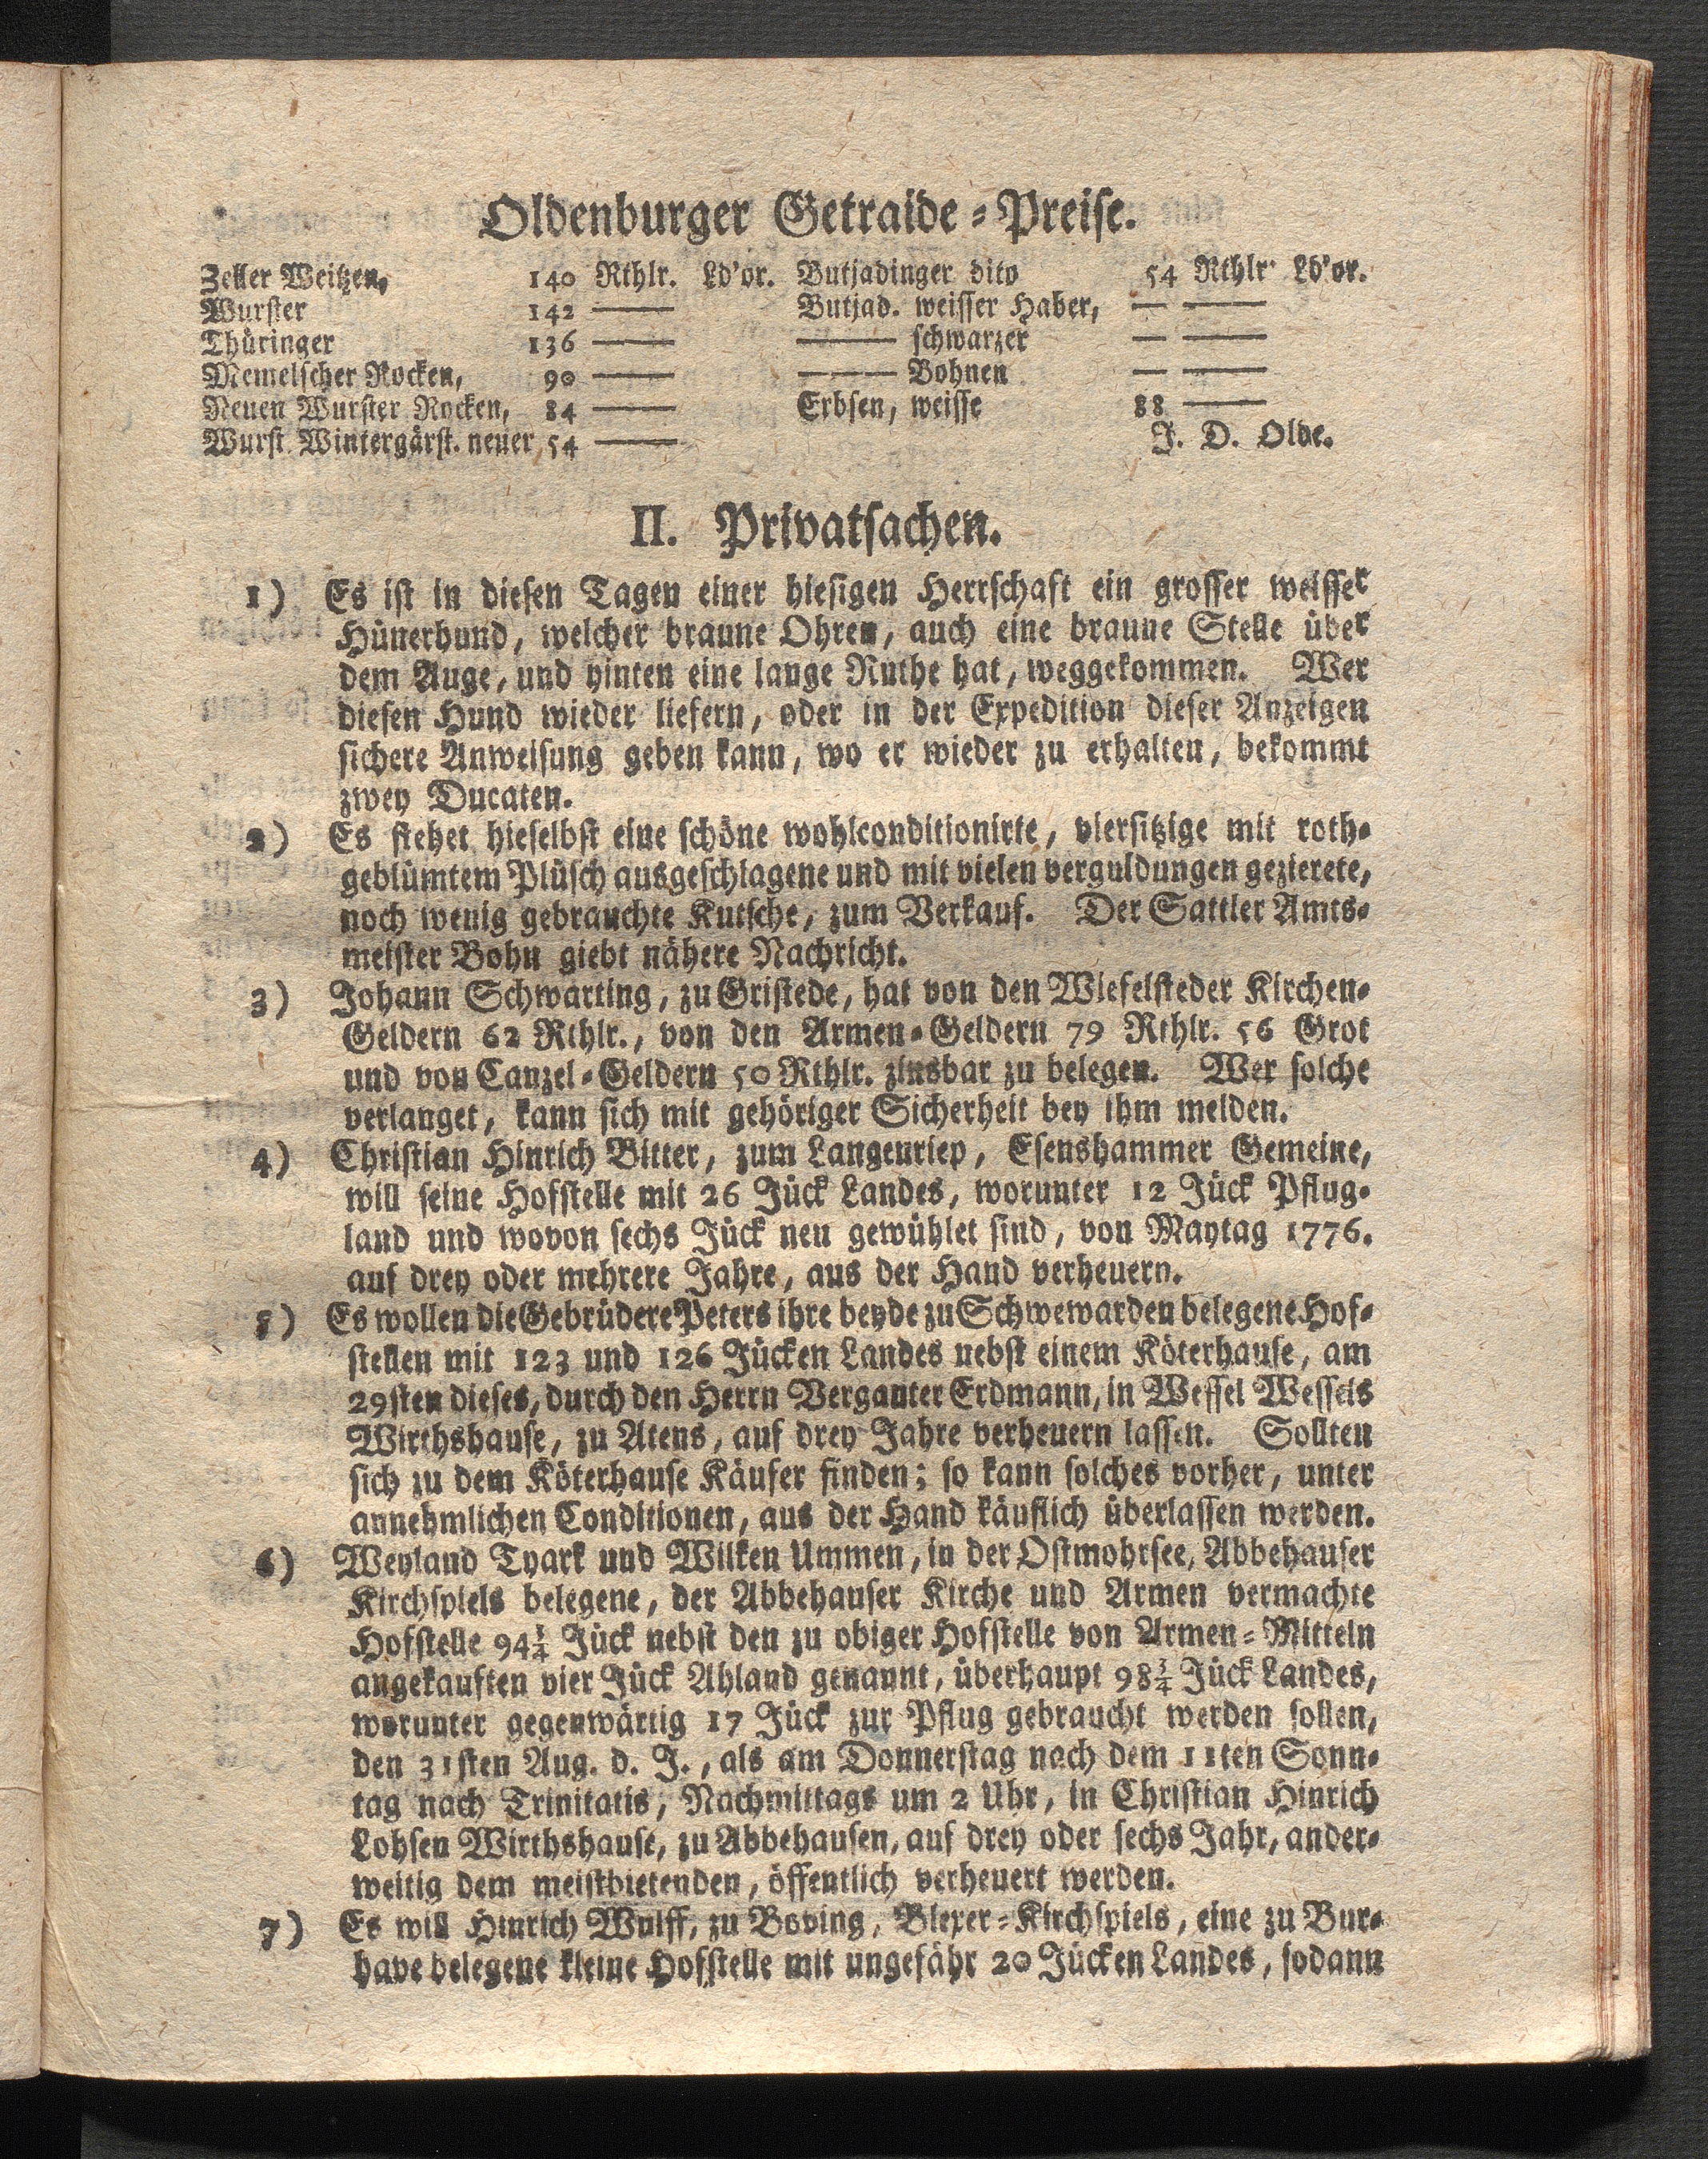 Oldenburger Getraide-Preise.
Zeller Weitzen, 140 Rthlr. Ld'or.
Wurster 142 ——
Thüringer 136 ——
Memelscher Rocken, 90 ——
Neuen Wurster Rocken, 84 ——
Wurst. Wintergärst. neuer 54 ——
Butjadinger dito 54 Rthlr. Ld'or.
Butjad. weisser Haber, — ——
—— schwarzer — ——
—— Bohnen — ——
Erbsen, weisse 88 ——
J. D. Olde.
II. Privatsachen.
1) Es ist in diesen Tagen einer hiesigen Herrschaft ein grosser weisser
Hünerhund, welcher braune Ohren, auch eine braune Stelle über
dem Auge, und hinten eine lange Ruthe hat, weggekommen. Wer
diesen Hund wieder liefern, oder in der Expedition dieser Anzeigen
sichere Anweisung geben kann, wo er wieder zu erhalten, bekommt
zwey Ducaten.
2) Es stehet hieselbst eine schöne wohlconditionirte, viersitzige mit roth-
geblümtem Plüsch ausgeschlagene und mit vielen verguldungen gezierete,
noch wenig gebrauchte Kutsche, zum Verkauf. Der Sattler Amts-
meister Bohn giebt nähere Nachricht.
3) Johann Schwarting, zu Gristede, hat von den Wiefelsteder Kirchen-
Geldern 62 Rthlr., von den Armen-Geldern 79 Rthlr. 56 Grot
und von Canzel-Geldern 50 Rthlr. zinsbar zu belegen. Wer solche
verlanget, kann sich mit gehöriger Sicherheit bey ihm melden.
4) Christian Hinrich Bitter, zum Langenriep, Esenshammer Gemeine,
will seine Hofstelle mit 26 Jück Landes, worunter 12 Jück Pflug-
land und wovon sechs Jück neu gewühlet sind, von Maytag 1776.
auf drey oder mehrere Jahre, aus der Hand verheuern.
5) Es wollen die Gebrüdere Peters ihre beyde zu Schwewarden belegene Hof-
stellen mit 123 und 126 Jücken Landes nebst einem Köterhause, am
29sten dieses, durch den Herrn Verganter Erdmann, in Wessel Wessels
Wirthshause, zu Atens, auf drey Jahre verheuern lassen. Sollten
sich zu dem Köterhause Käufer finden; so kann solches vorher, unter
annehmlichen Conditionen, aus der Hand käuflich überlassen werden.
6) Weyland Tyark und Wilken Ummen, in der Ostmohrsee, Abbehauser
Kirchspiels belegene, der Abbehauser Kirche und Armen vermachte
Hofstelle 94¾ Jück nebst den zu obiger Hofstelle von Armen-Mitteln
angekauften vier Jück Ahland genannt, überhaupt 98¾ Jück Landes,
worunter gegenwärtig 17 Jück zur Pflug gebraucht werden sollen,
den 31sten Aug. d. J., als am Donnerstag nach dem 11ten Sonn-
tag nach Trinitatis, Nachmittags um 2 Uhr, in Christian Hinrich
Lohsen Wirthshause, zu Abbehausen, auf drey oder sechs Jahr, ander-
weitig dem meistbietenden, öffentlich verheuert werden.
7) Es will Hinrich Wulff, zu Boving, Blexer-Kirchspiels, eine zu Bur-
have belegene kleine Hofstelle mit ungefähr 20 Jücken Landes, sodann